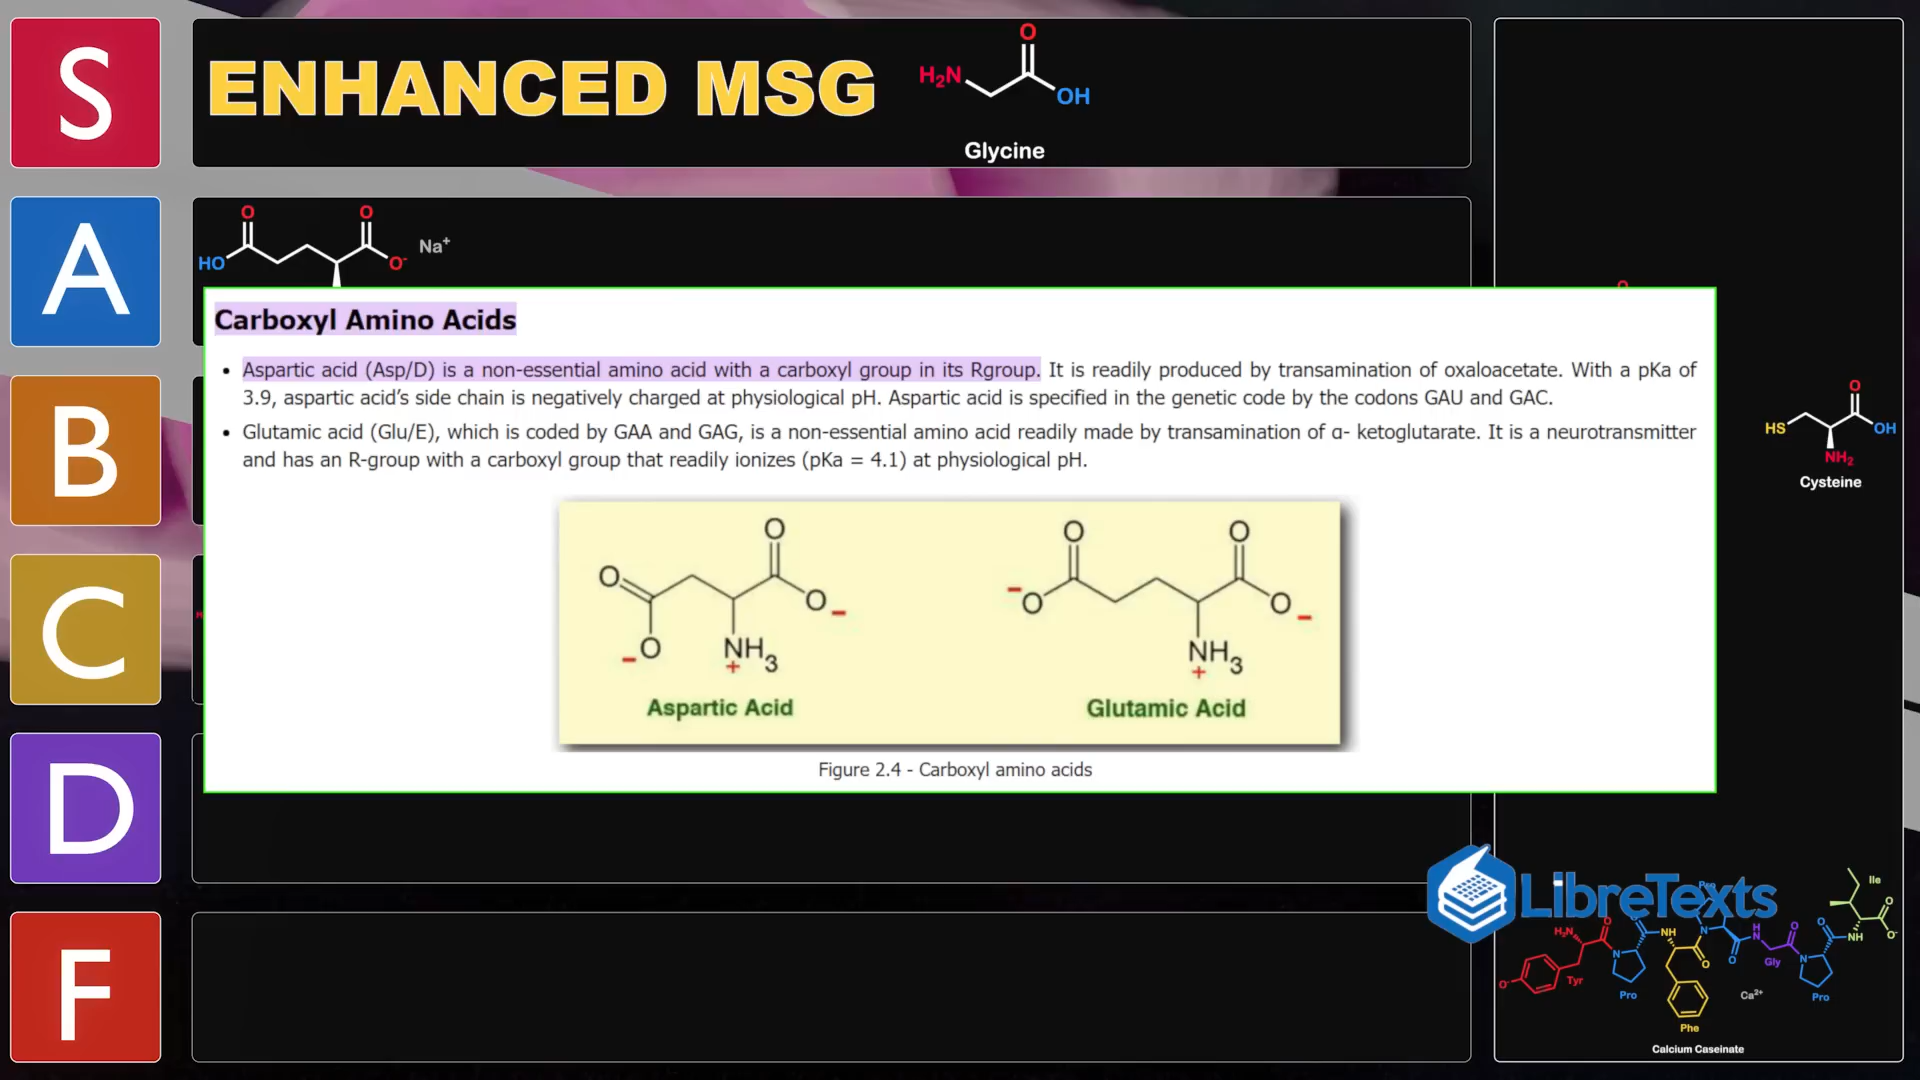 S
ENHANCED MSG
O
H₂N
OH
Glycine
A
O
O
HO
O⁻
Na⁺
Carboxyl Amino Acids
• Aspartic acid (Asp/D) is a non-essential amino acid with a carboxyl group in its Rgroup. It is readily produced by transamination of oxaloacetate. With a pKa of
3.9, aspartic acid’s side chain is negatively charged at physiological pH. Aspartic acid is specified in the genetic code by the codons GAU and GAC.
• Glutamic acid (Glu/E), which is coded by GAA and GAG, is a non-essential amino acid readily made by transamination of α- ketoglutarate. It is a neurotransmitter
and has an R-group with a carboxyl group that readily ionizes (pKa = 4.1) at physiological pH.
O
O
O
-
-
O
NH₃
+
Aspartic Acid
O
O
-
O
O
-
NH₃
+
Glutamic Acid
Figure 2.4 - Carboxyl amino acids
B
C
D
F
O
HS
OH
NH₂
Cysteine
LibreTexts
Ile
O
O⁻
H₂N
O
O
NH
N
H
N
O
O
NH
N
O
O
N
Gly
O⁻
Tyr
Pro
Ca²⁺
Pro
Phe
Calcium Caseinate